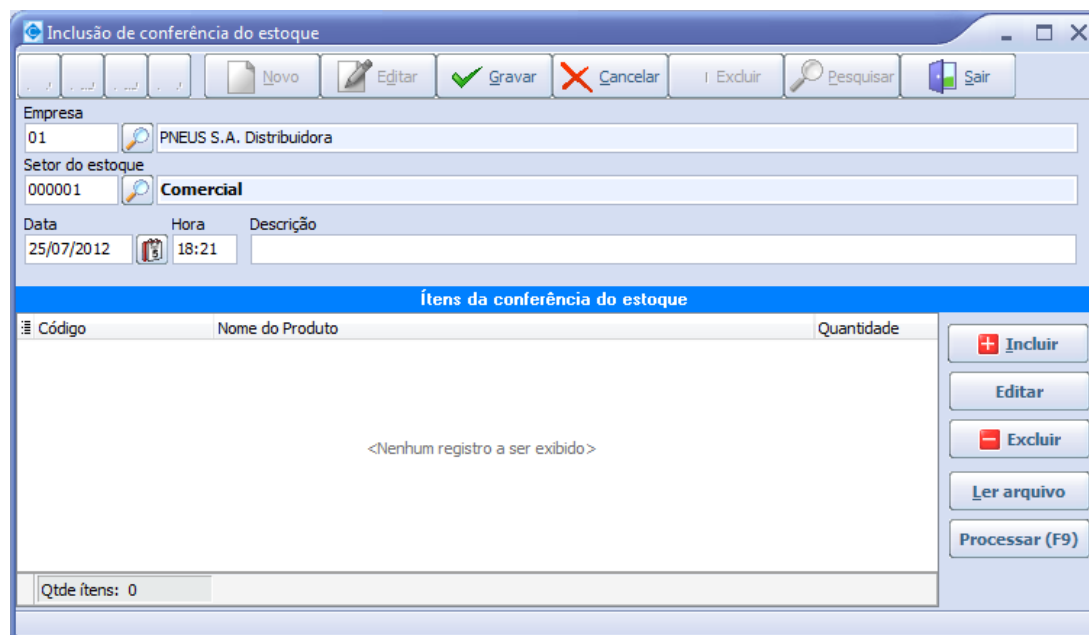 Inclusão de conferência do estoque
Novo Editar Gravar Cancelar Excluir Pesquisar Sair
Empresa
01 PNEUS S.A. Distribuidora
Setor do estoque
000001 Comercial
Data Hora Descrição
25/07/2012 18:21
Ítens da conferência do estoque
Código Nome do Produto Quantidade
Incluir
Editar
<Nenhum registro a ser exibido>
Excluir
Ler arquivo
Processar (F9)
Qtde ítens: 0